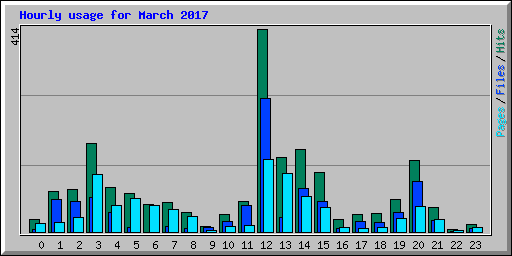 Hourly usage for March 2017
414
Pages/Files/Hits
0 1 2 3 4 5 6 7 8 9 10 11 12 13 14 15 16 17 18 19 20 21 22 23